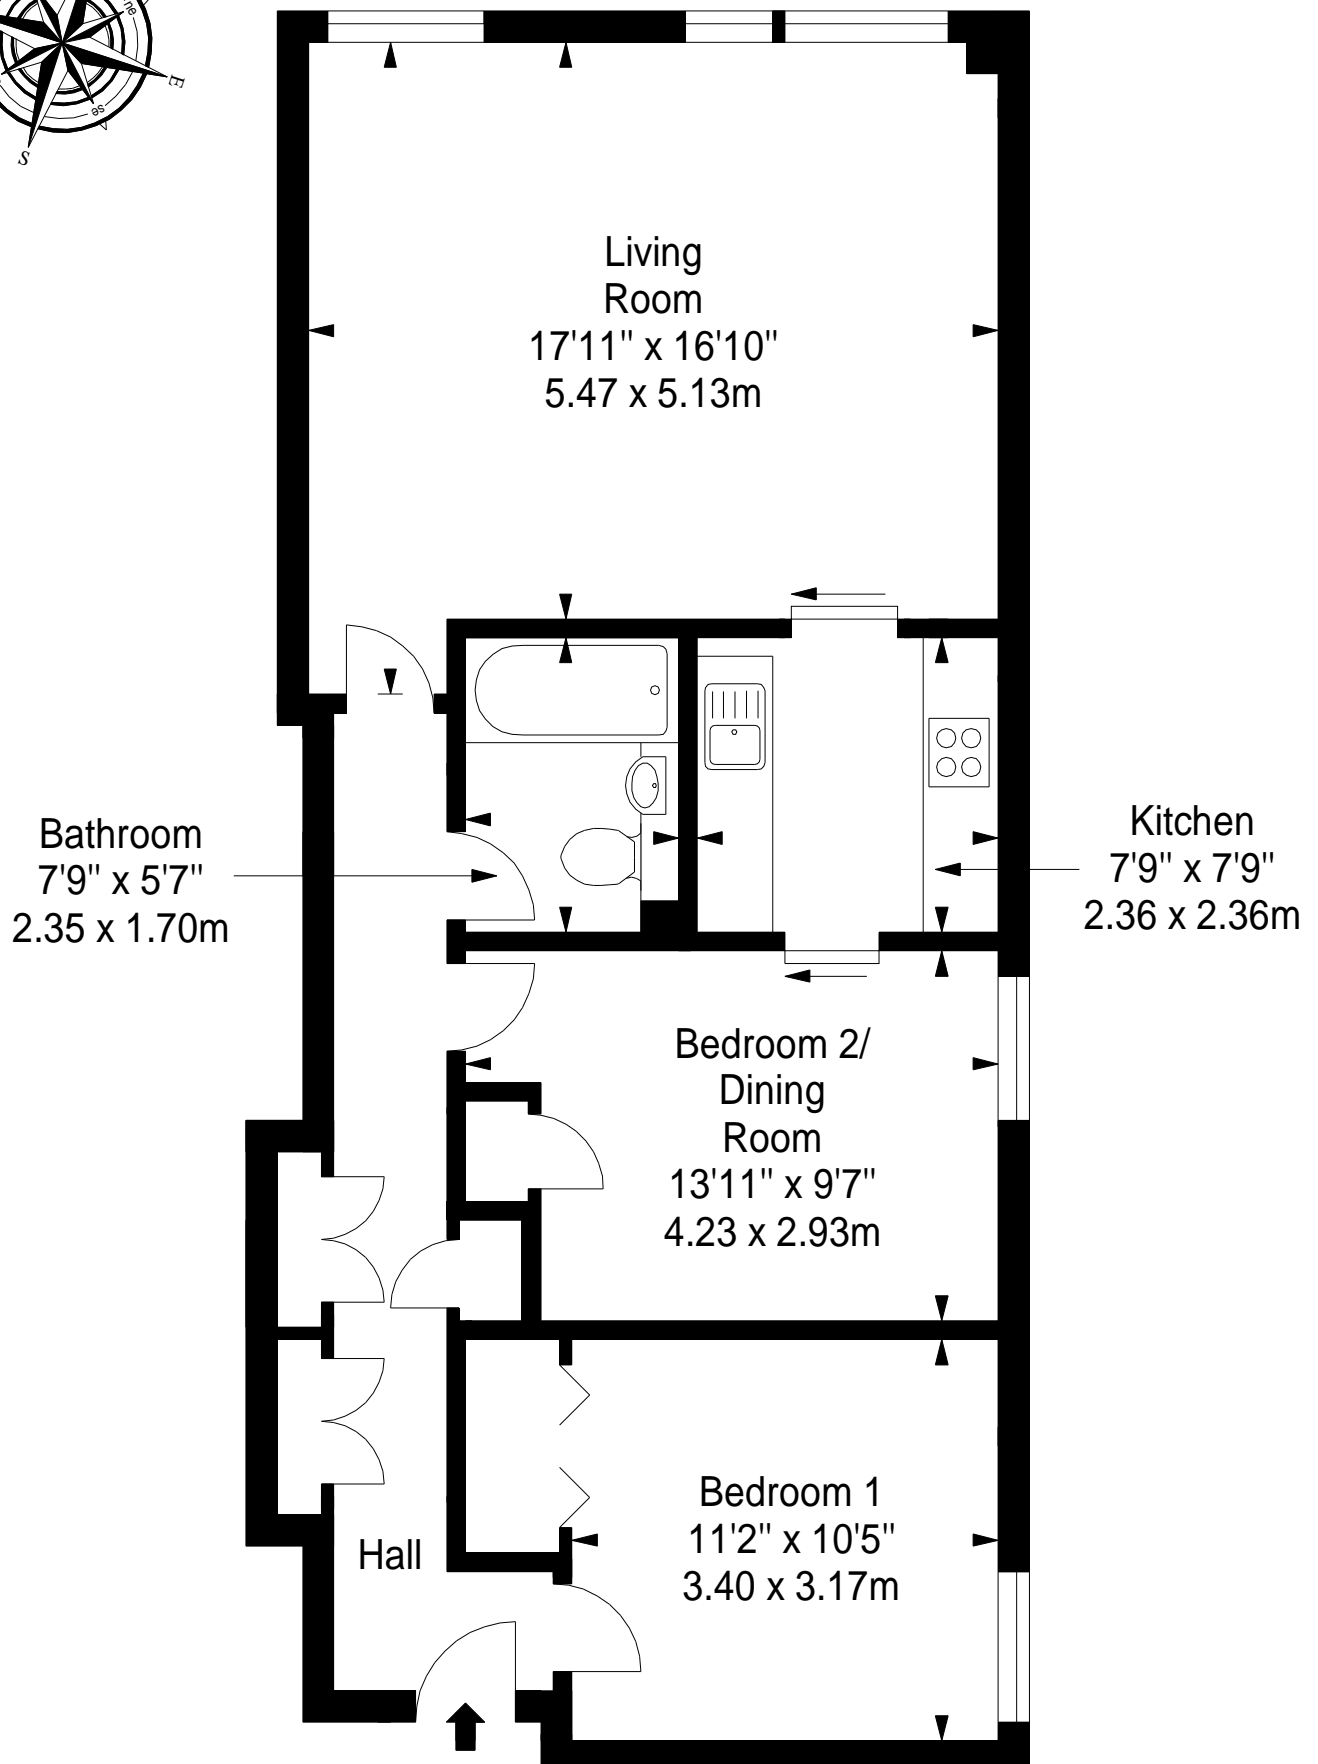 ne
E
se
S
Living
Room
17'11" x 16'10"
5.47 x 5.13m
Bathroom
7'9" x 5'7"
2.35 x 1.70m
Kitchen
7'9" x 7'9"
2.36 x 2.36m
Bedroom 2/
Dining
Room
13'11" x 9'7"
4.23 x 2.93m
Bedroom 1
11'2" x 10'5"
3.40 x 3.17m
Hall